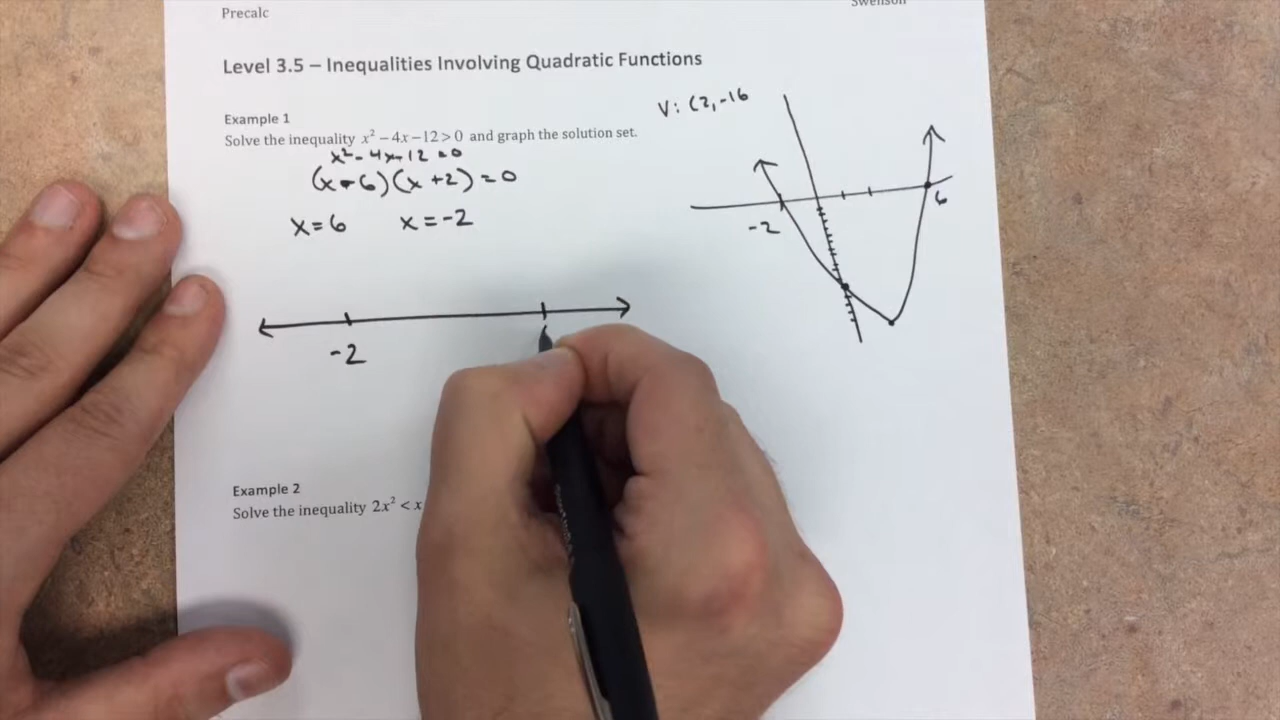 Precalc
Swenson
Level 3.5 – Inequalities Involving Quadratic Functions
Example 1
Solve the inequality x² – 4x – 12 > 0 and graph the solution set.
x² - 4x - 12 = 0
(x - 6)(x + 2) = 0
x = 6 x = -2
V: (2, -16
-2
6
-2
Example 2
Solve the inequality 2x² < x